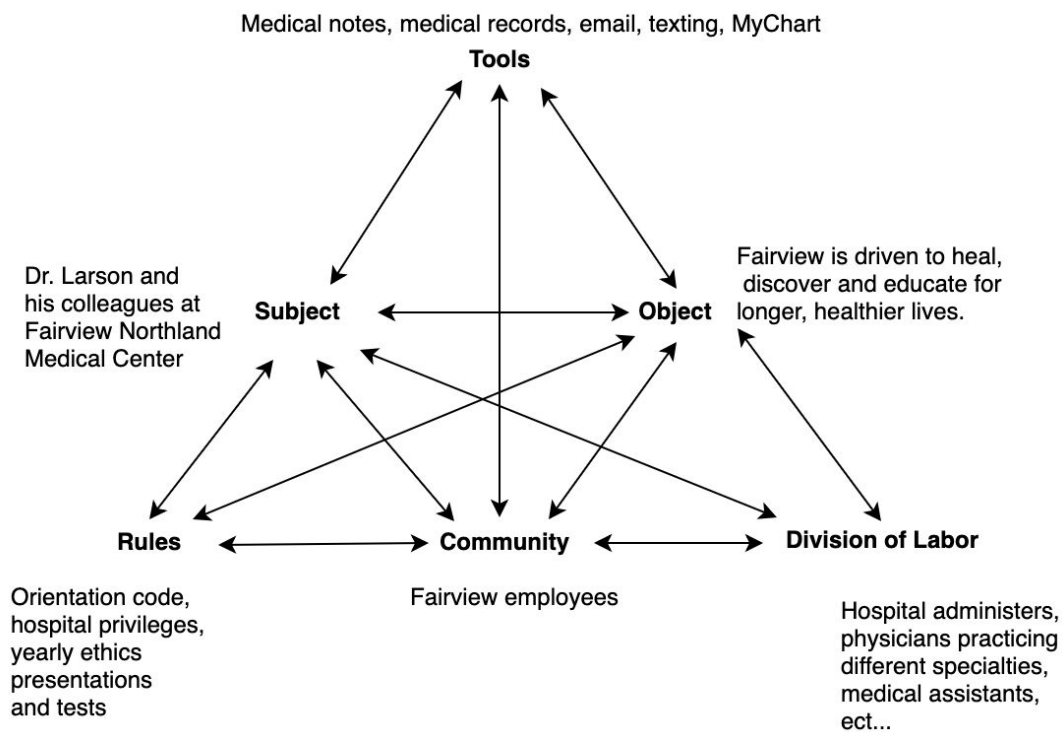 Medical notes, medical records, email, texting, MyChart
Tools
Dr. Larson and
his colleagues at
Fairview Northland
Medical Center
Subject
Object
Fairview is driven to heal,
discover and educate for
longer, healthier lives.
Rules
Community
Division of Labor
Orientation code,
hospital privileges,
yearly ethics
presentations
and tests
Fairview employees
Hospital administers,
physicians practicing
different specialties,
medical assistants,
ect...